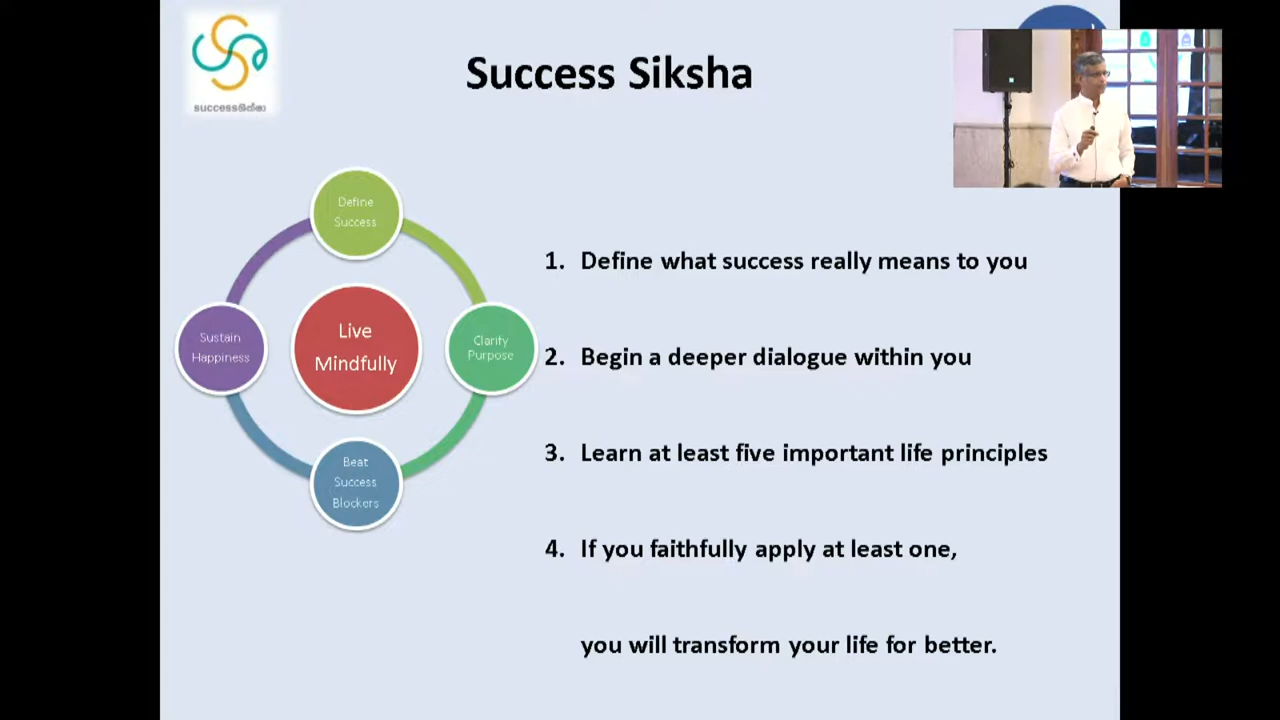 successශික්ෂා
Success Siksha
Define
Success
Sustain
Happiness
Live
Mindfully
Clarify
Purpose
Beat
Success
Blockers
1. Define what success really means to you
2. Begin a deeper dialogue within you
3. Learn at least five important life principles
4. If you faithfully apply at least one,
you will transform your life for better.